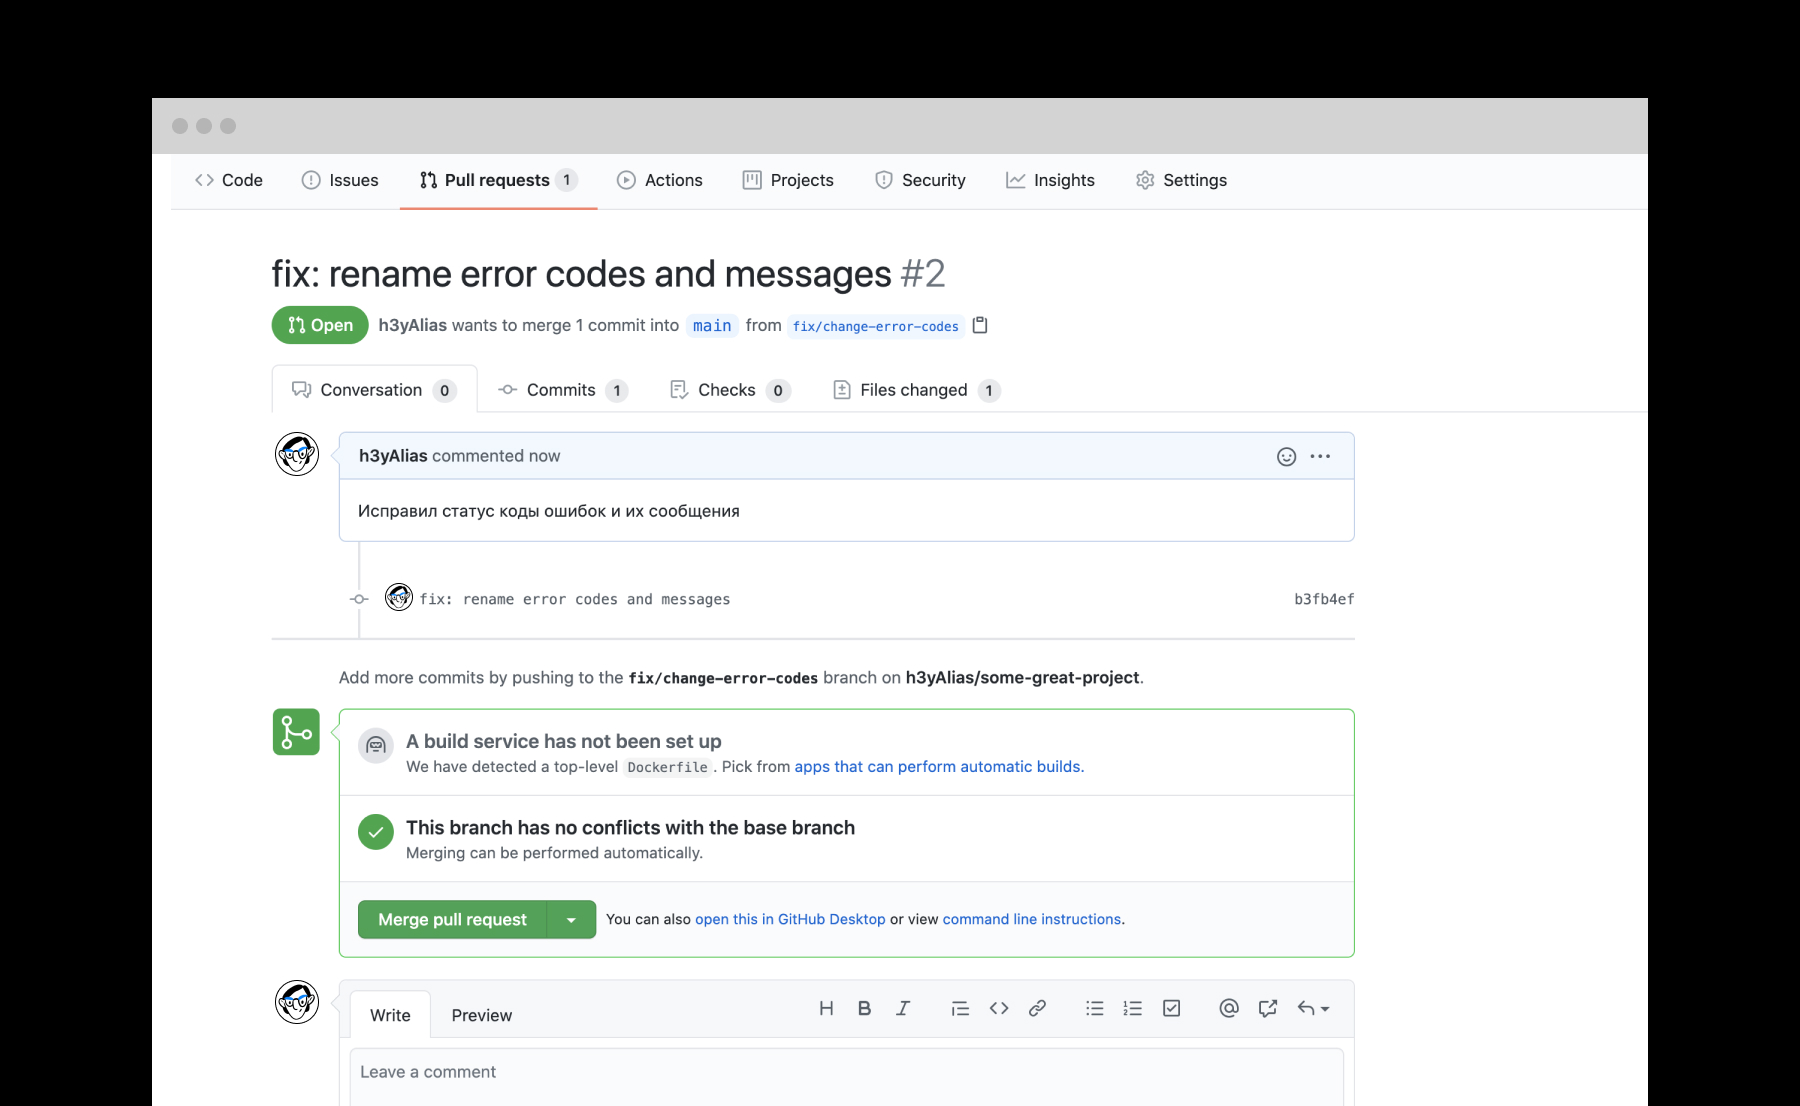 Code Issues Pull requests 1 Actions Projects Security Insights Settings
fix: rename error codes and messages #2
Open h3yAlias wants to merge 1 commit into main from fix/change-error-codes
Conversation 0 Commits 1 Checks 0 Files changed 1
h3yAlias commented now
Исправил статус коды ошибок и их сообщения
fix: rename error codes and messages b3fb4ef
Add more commits by pushing to the fix/change-error-codes branch on h3yAlias/some-great-project.
A build service has not been set up
We have detected a top-level Dockerfile. Pick from apps that can perform automatic builds.
This branch has no conflicts with the base branch
Merging can be performed automatically.
Merge pull request You can also open this in GitHub Desktop or view command line instructions.
Write Preview
Leave a comment